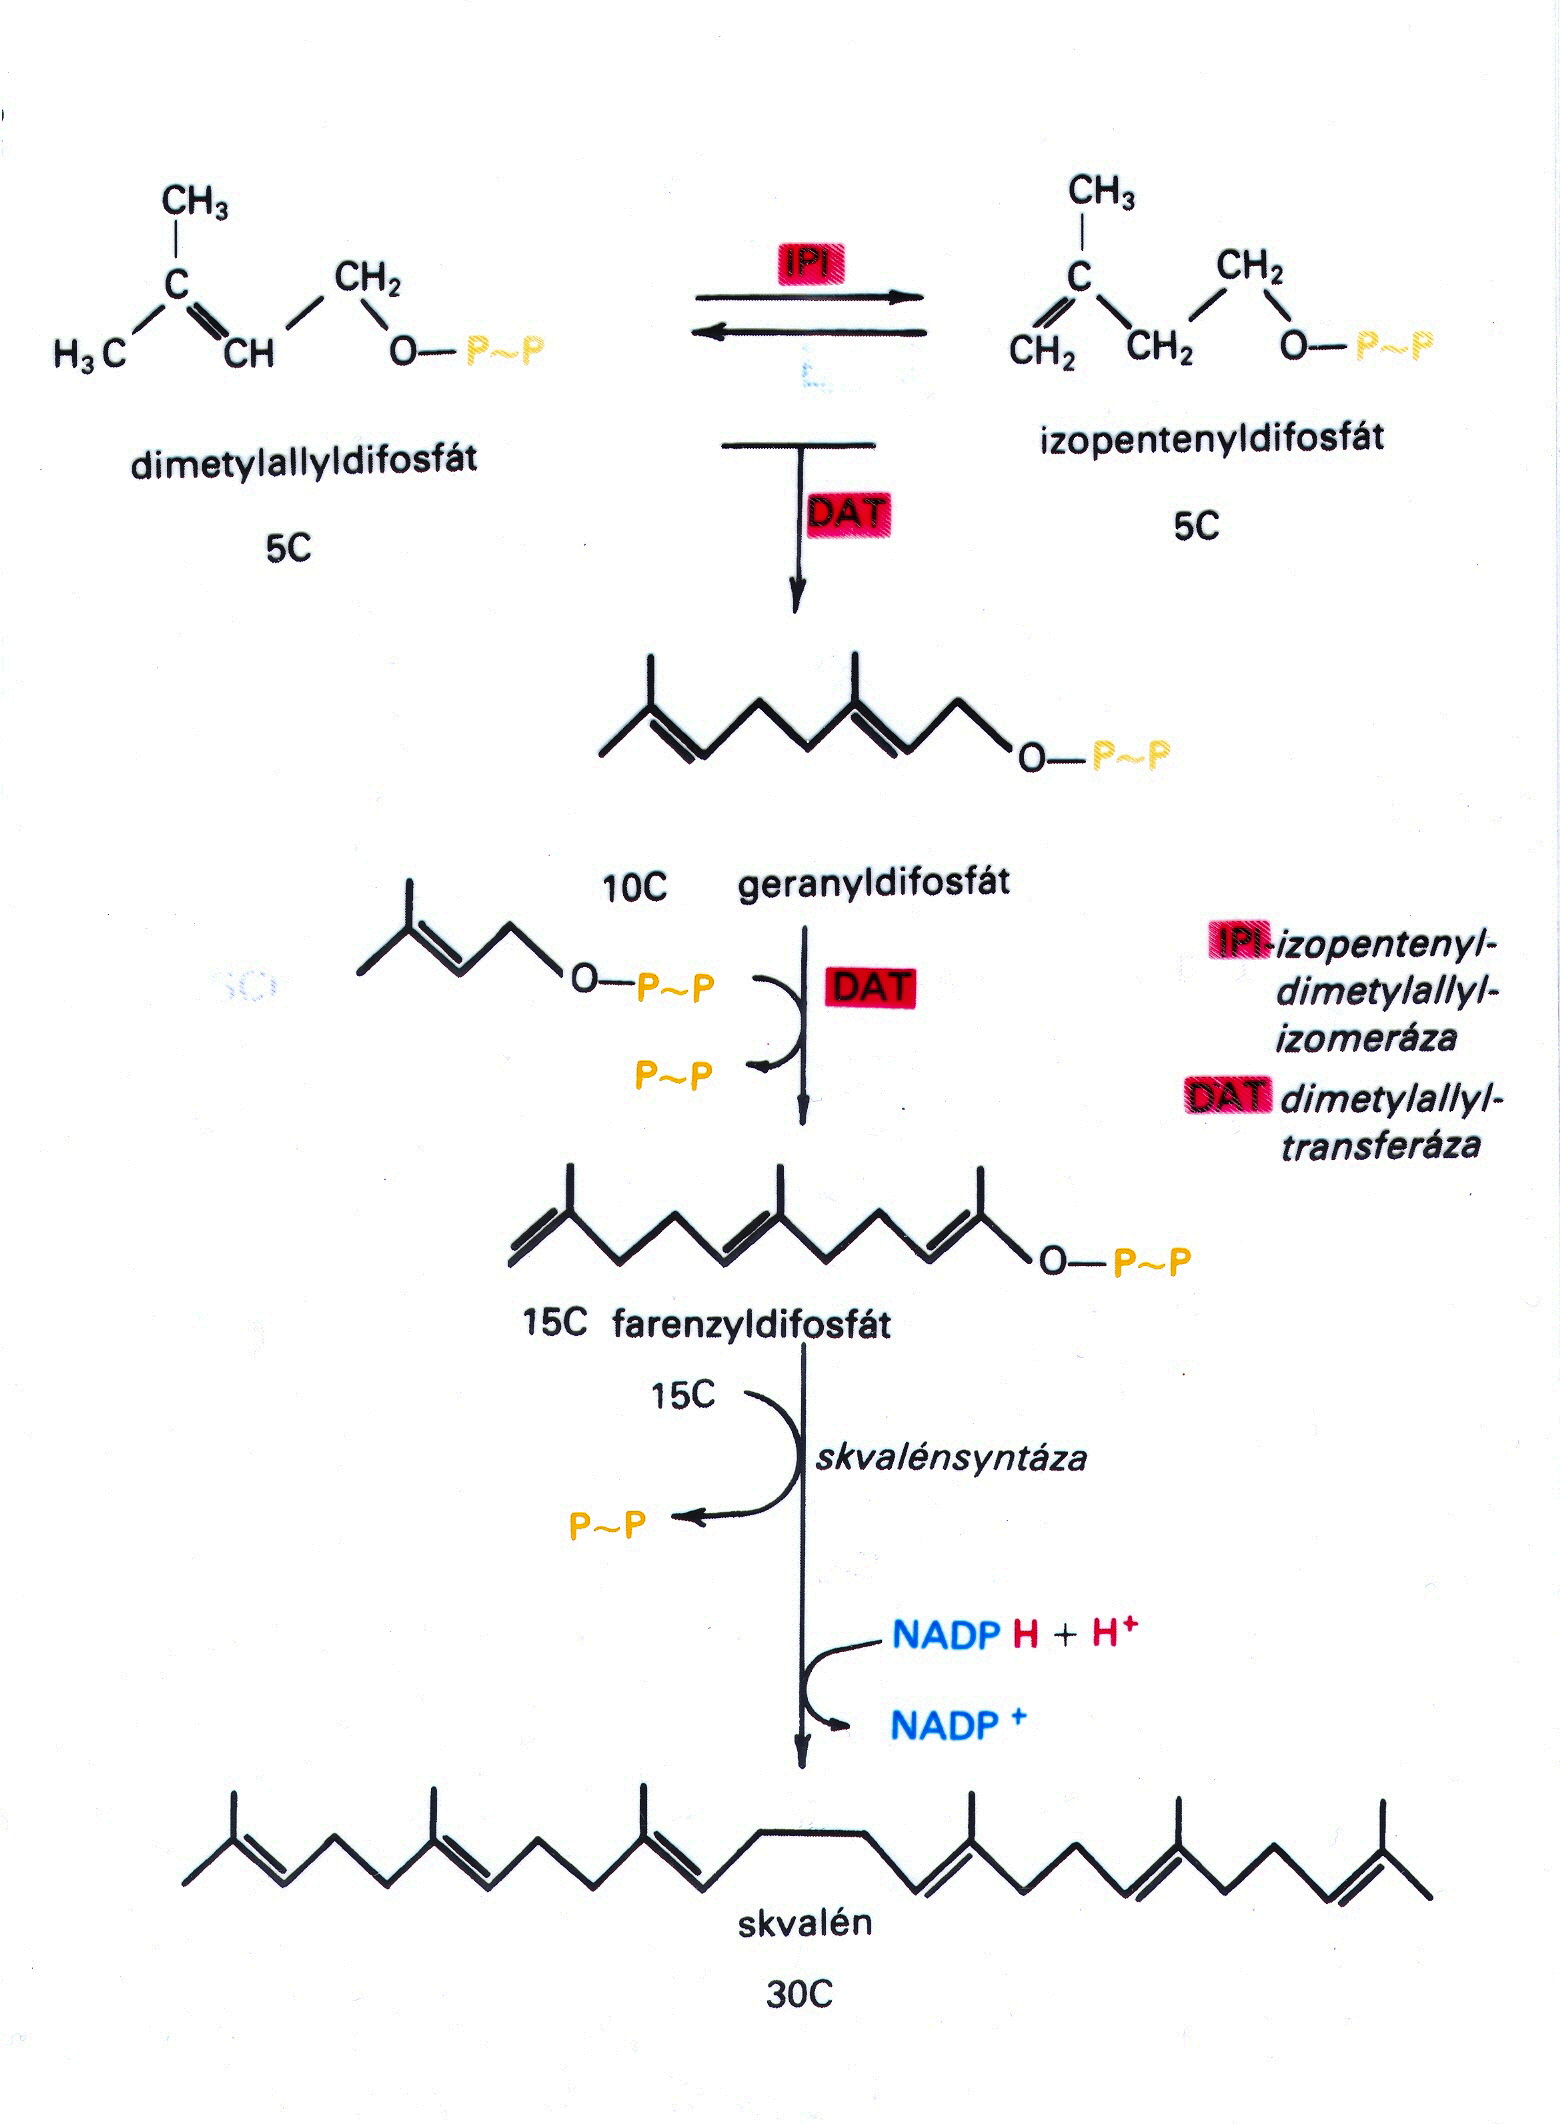 CH₃
C
CH₂
H₃C
CH
O—P~P
dimetylallyldifosfát
5C
IPI
CH₃
C
CH₂
CH₂
CH₂
O—P~P
izopentenyldifosfát
5C
DAT
O—P~P
10C geranyldifosfát
O—P~P
DAT
P~P
IPI-izopentenyl-
dimetylallyl-
izomeráza
DAT dimetylallyl-
transferáza
O—P~P
15C farenzyldifosfát
15C
skvalénsyntáza
P~P
NADP H + H⁺
NADP ⁺
skvalén
30C